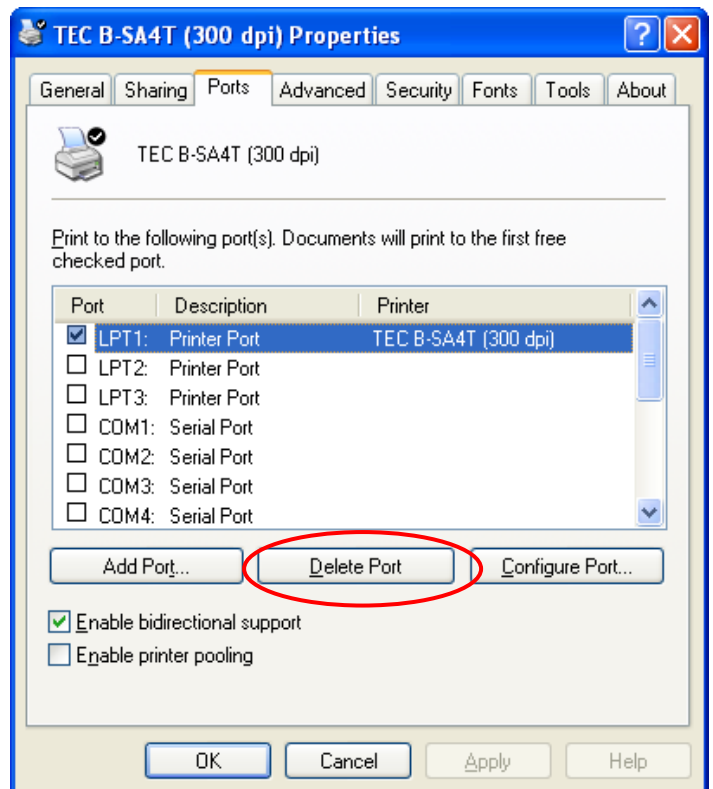 TEC B-SA4T (300 dpi) Properties
General Sharing Ports Advanced Security Fonts Tools About
TEC B-SA4T (300 dpi)
Print to the following port(s). Documents will print to the first free
checked port.
Port Description Printer
LPT1: Printer Port TEC B-SA4T (300 dpi)
LPT2: Printer Port
LPT3: Printer Port
COM1: Serial Port
COM2: Serial Port
COM3: Serial Port
COM4: Serial Port
Add Port... Delete Port Configure Port...
Enable bidirectional support
Enable printer pooling
OK Cancel Apply Help